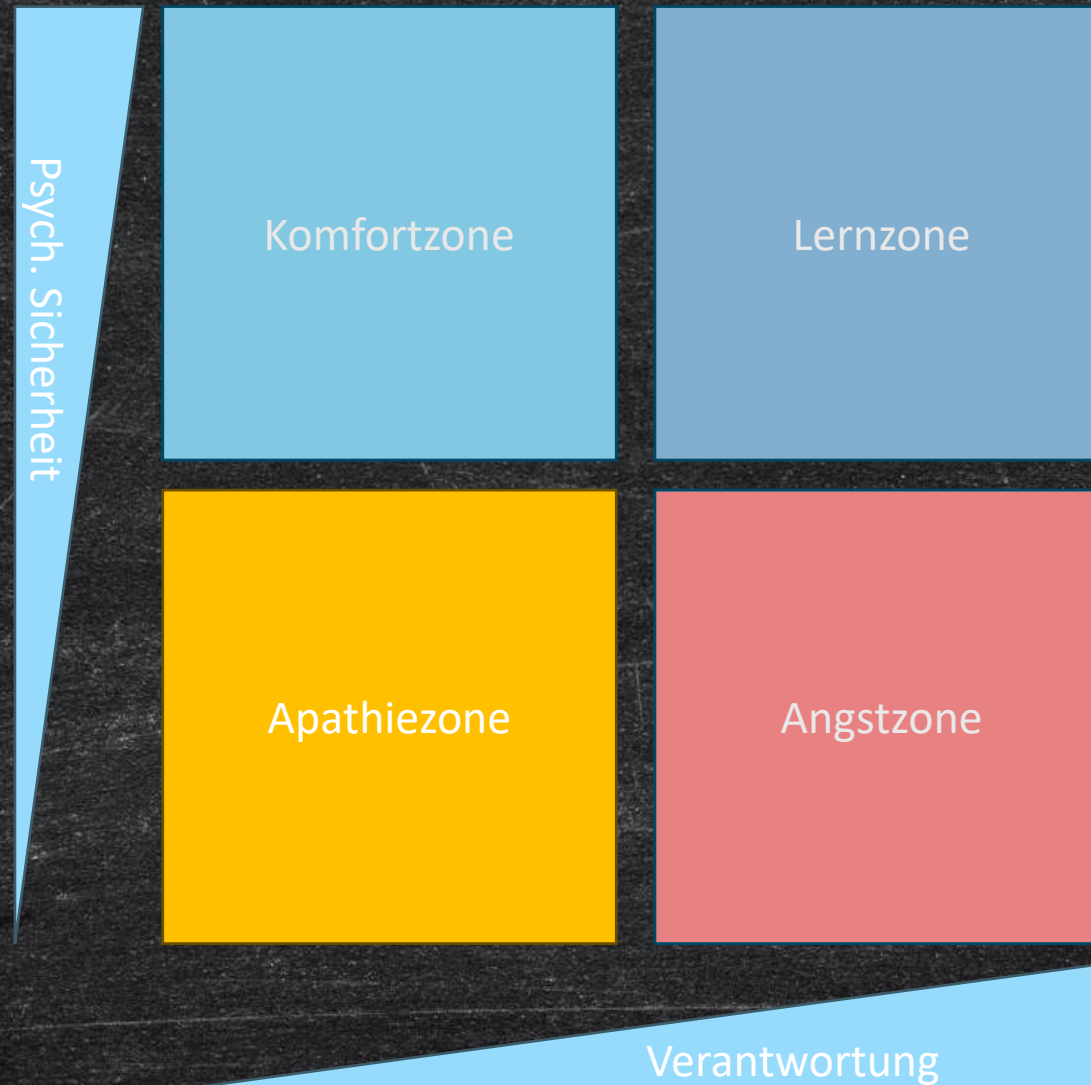 Psych. Sicherheit
Komfortzone
Lernzone
Apathiezone
Angstzone
Verantwortung